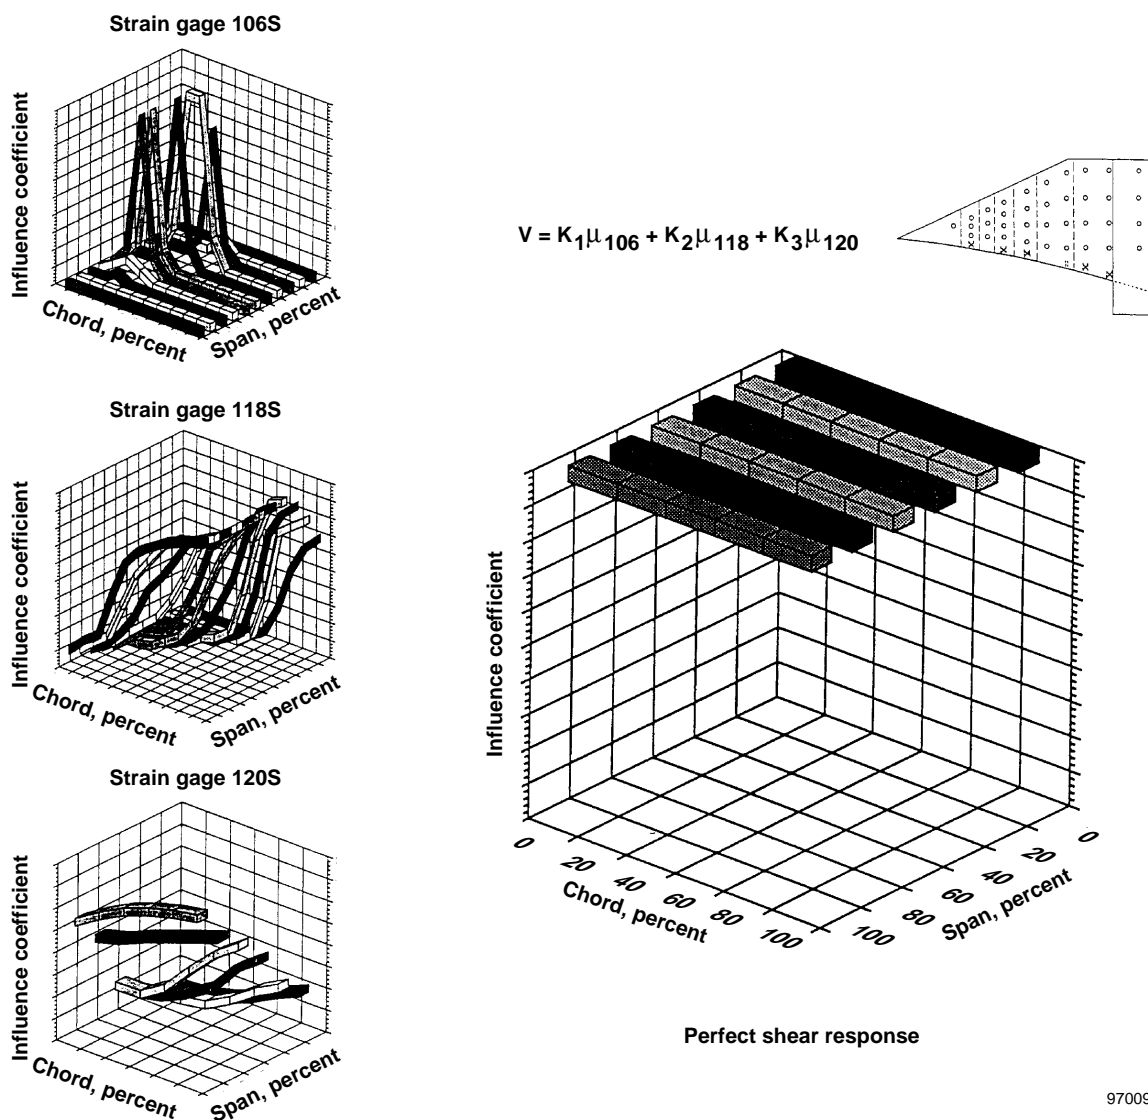 Strain gage 106S
Influence coefficient
Chord, percent
Span, percent
Strain gage 118S
Influence coefficient
Chord, percent
Span, percent
Strain gage 120S
Influence coefficient
Chord, percent
Span, percent
V = K1μ106 + K2μ118 + K3μ120
Influence coefficient
0 20 40 60 80 100
Chord, percent
0 20 40 60 80 100
Span, percent
Perfect shear response
97009